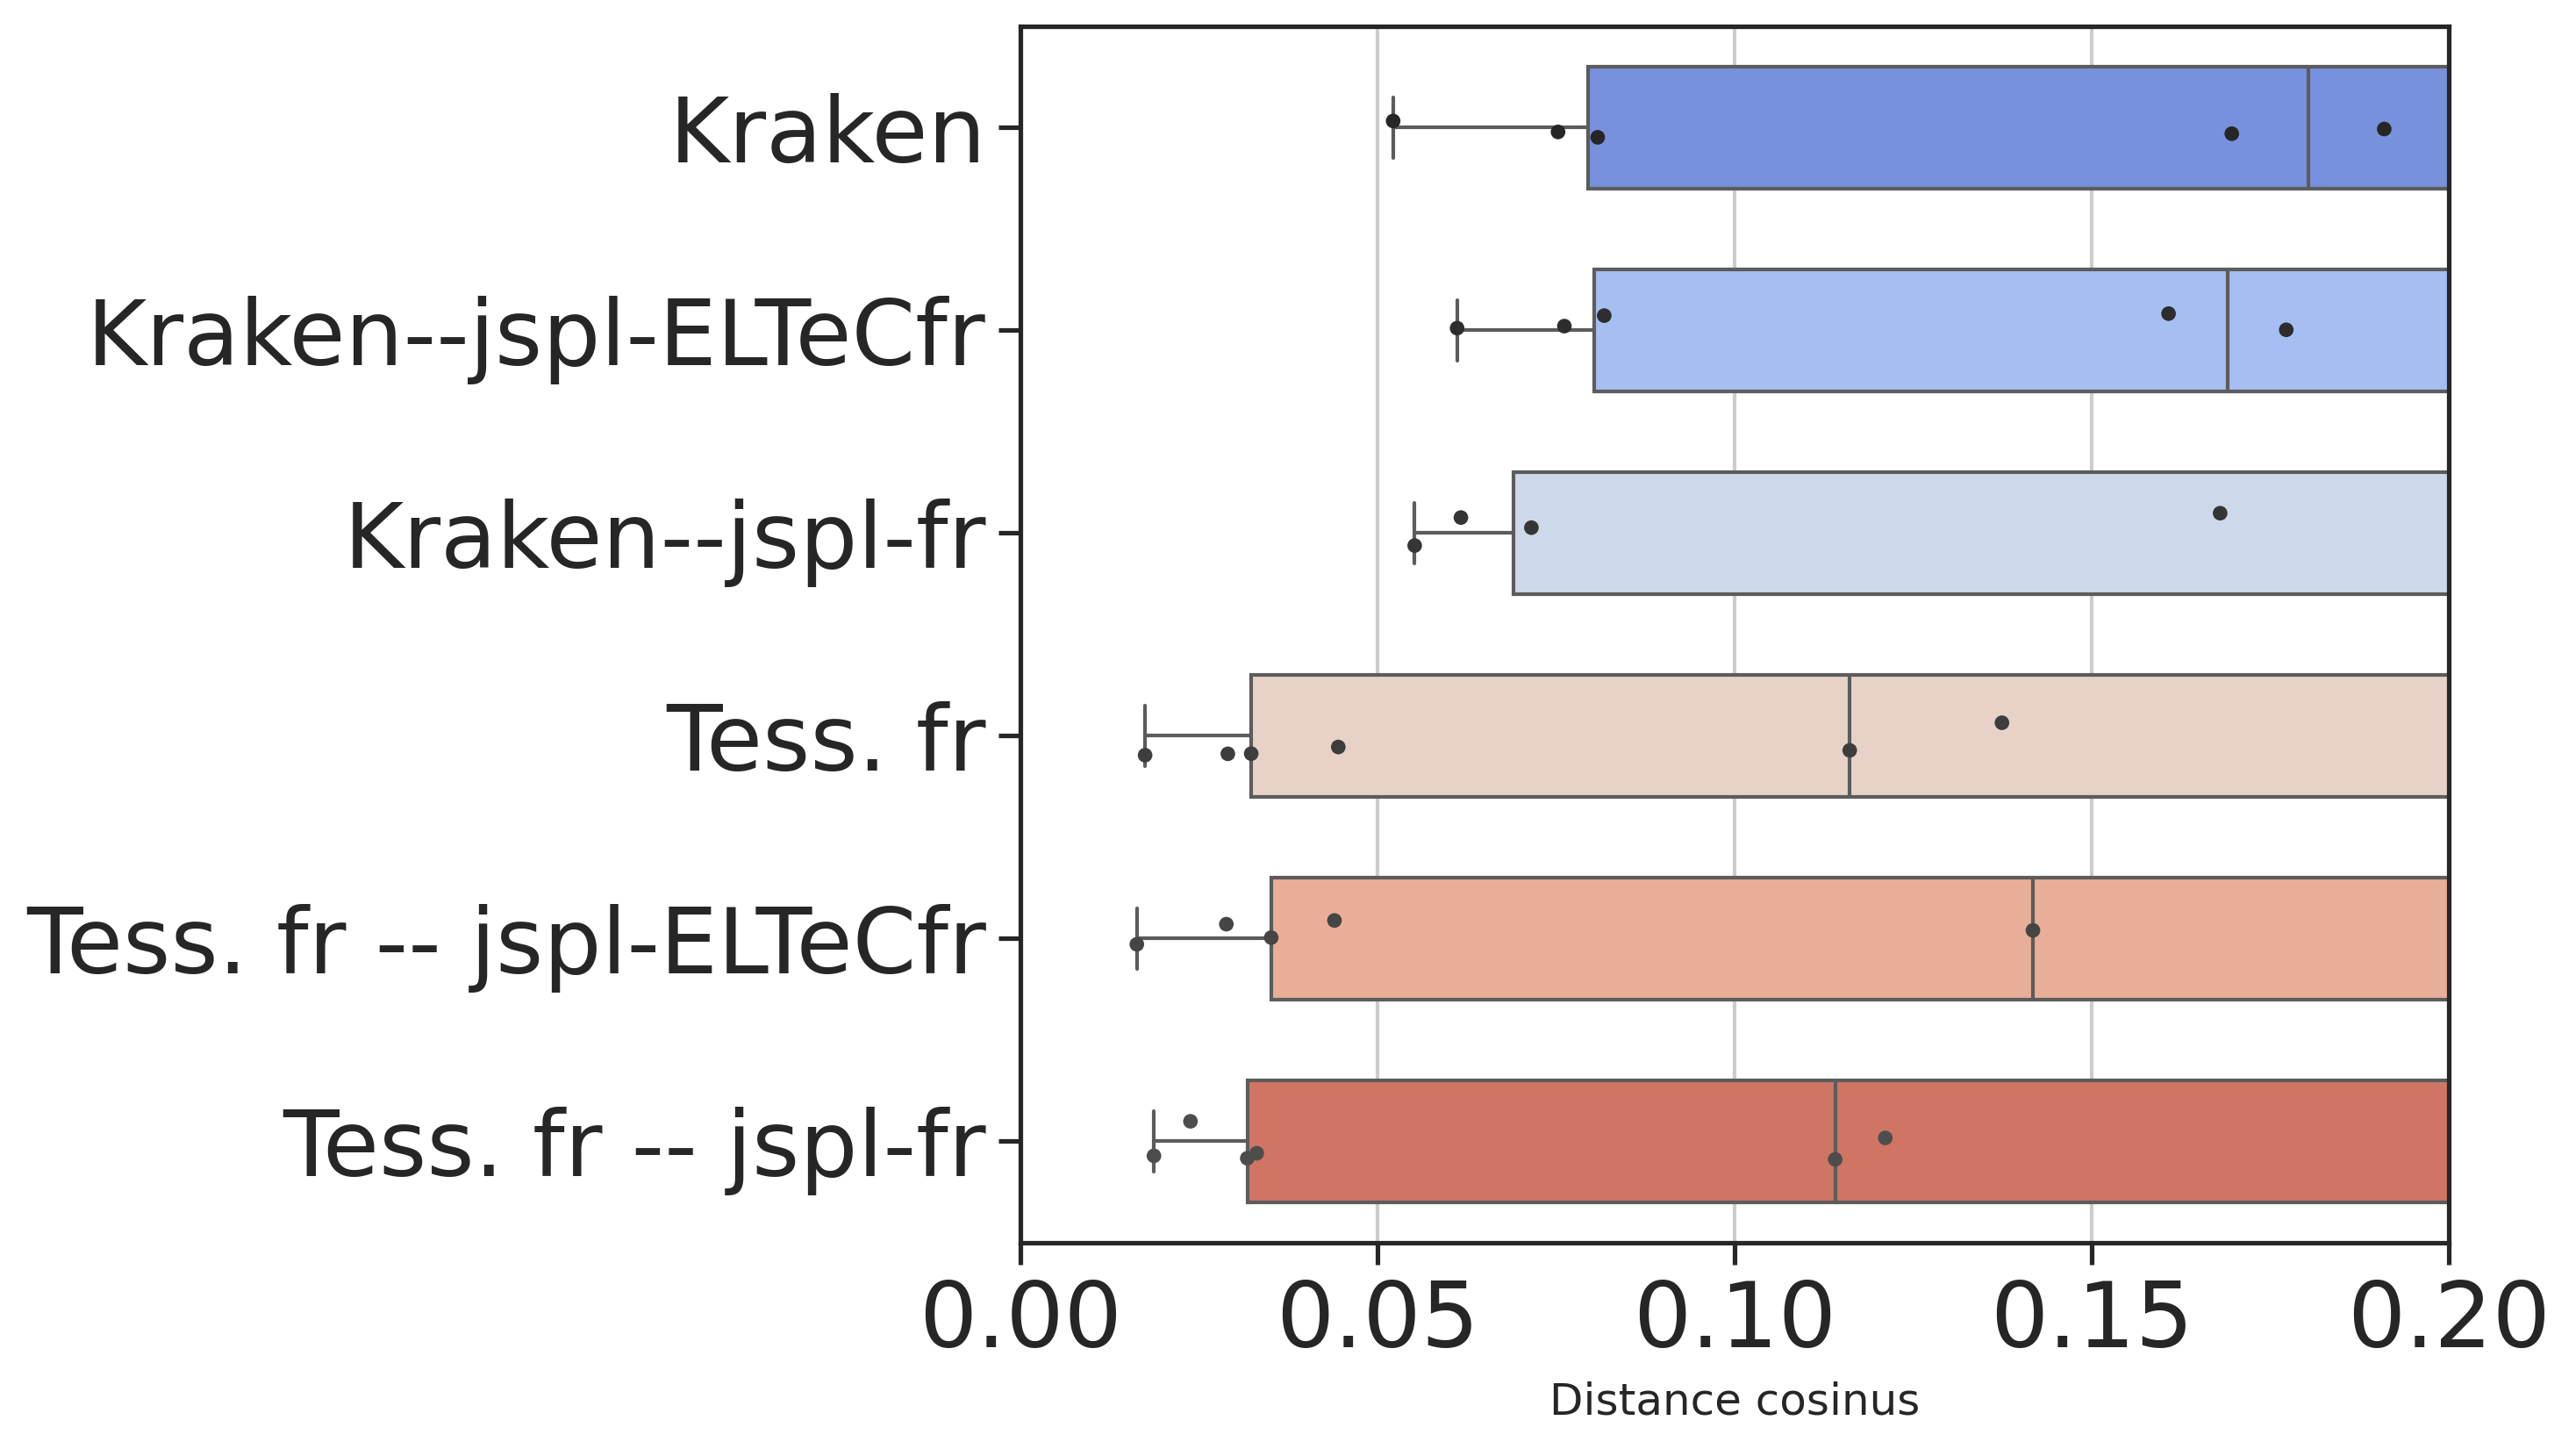 Kraken
Kraken--jspl-ELTeCfr
Kraken--jspl-fr
Tess. fr
Tess. fr -- jspl-ELTeCfr
Tess. fr -- jspl-fr
0.00 0.05 0.10 0.15 0.20
Distance cosinus